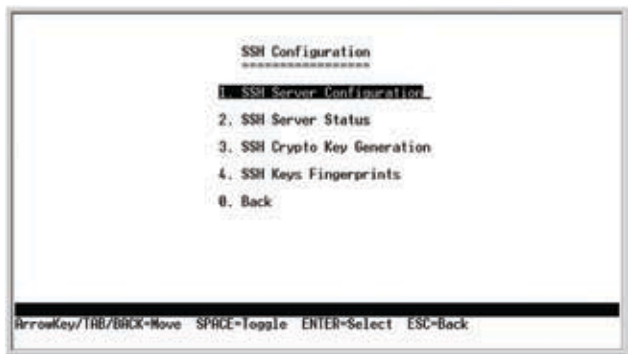 SSH Configuration
=================
1. SSH Server Configuration_
2. SSH Server Status
3. SSH Crypto Key Generation
4. SSH Keys Fingerprints
0. Back
ArrowKey/TAB/BACK=Move  SPACE=Toggle  ENTER=Select  ESC=Back